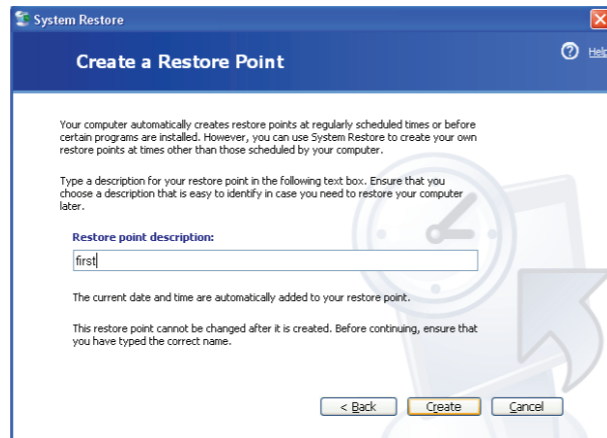 System Restore
Create a Restore Point
Help
Your computer automatically creates restore points at regularly scheduled times or before
certain programs are installed. However, you can use System Restore to create your own
restore points at times other than those scheduled by your computer.
Type a description for your restore point in the following text box. Ensure that you
choose a description that is easy to identify in case you need to restore your computer
later.
Restore point description:
first
The current date and time are automatically added to your restore point.
This restore point cannot be changed after it is created. Before continuing, ensure that
you have typed the correct name.
< Back Create Cancel